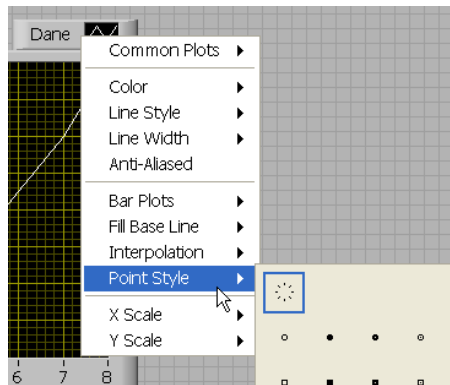 Dane
Common Plots
Color
Line Style
Line Width
Anti-Aliased
Bar Plots
Fill Base Line
Interpolation
Point Style
X Scale
Y Scale
6 7 8